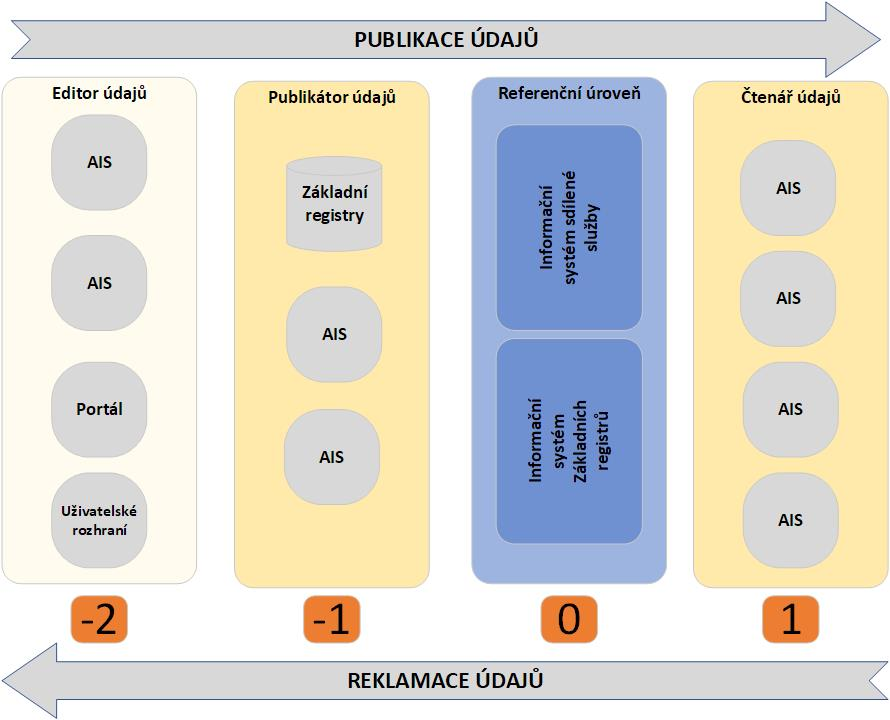 PUBLIKACE ÚDAJŮ
Editor údajů
AIS
AIS
Portál
Uživatelské
rozhraní
Publikátor údajů
Základní
registry
AIS
AIS
Referenční úroveň
Informační
systém sdílené
služby
Informační
systém
Základních
registrů
Čtenář údajů
AIS
AIS
AIS
AIS
-2
-1
0
1
REKLAMACE ÚDAJŮ